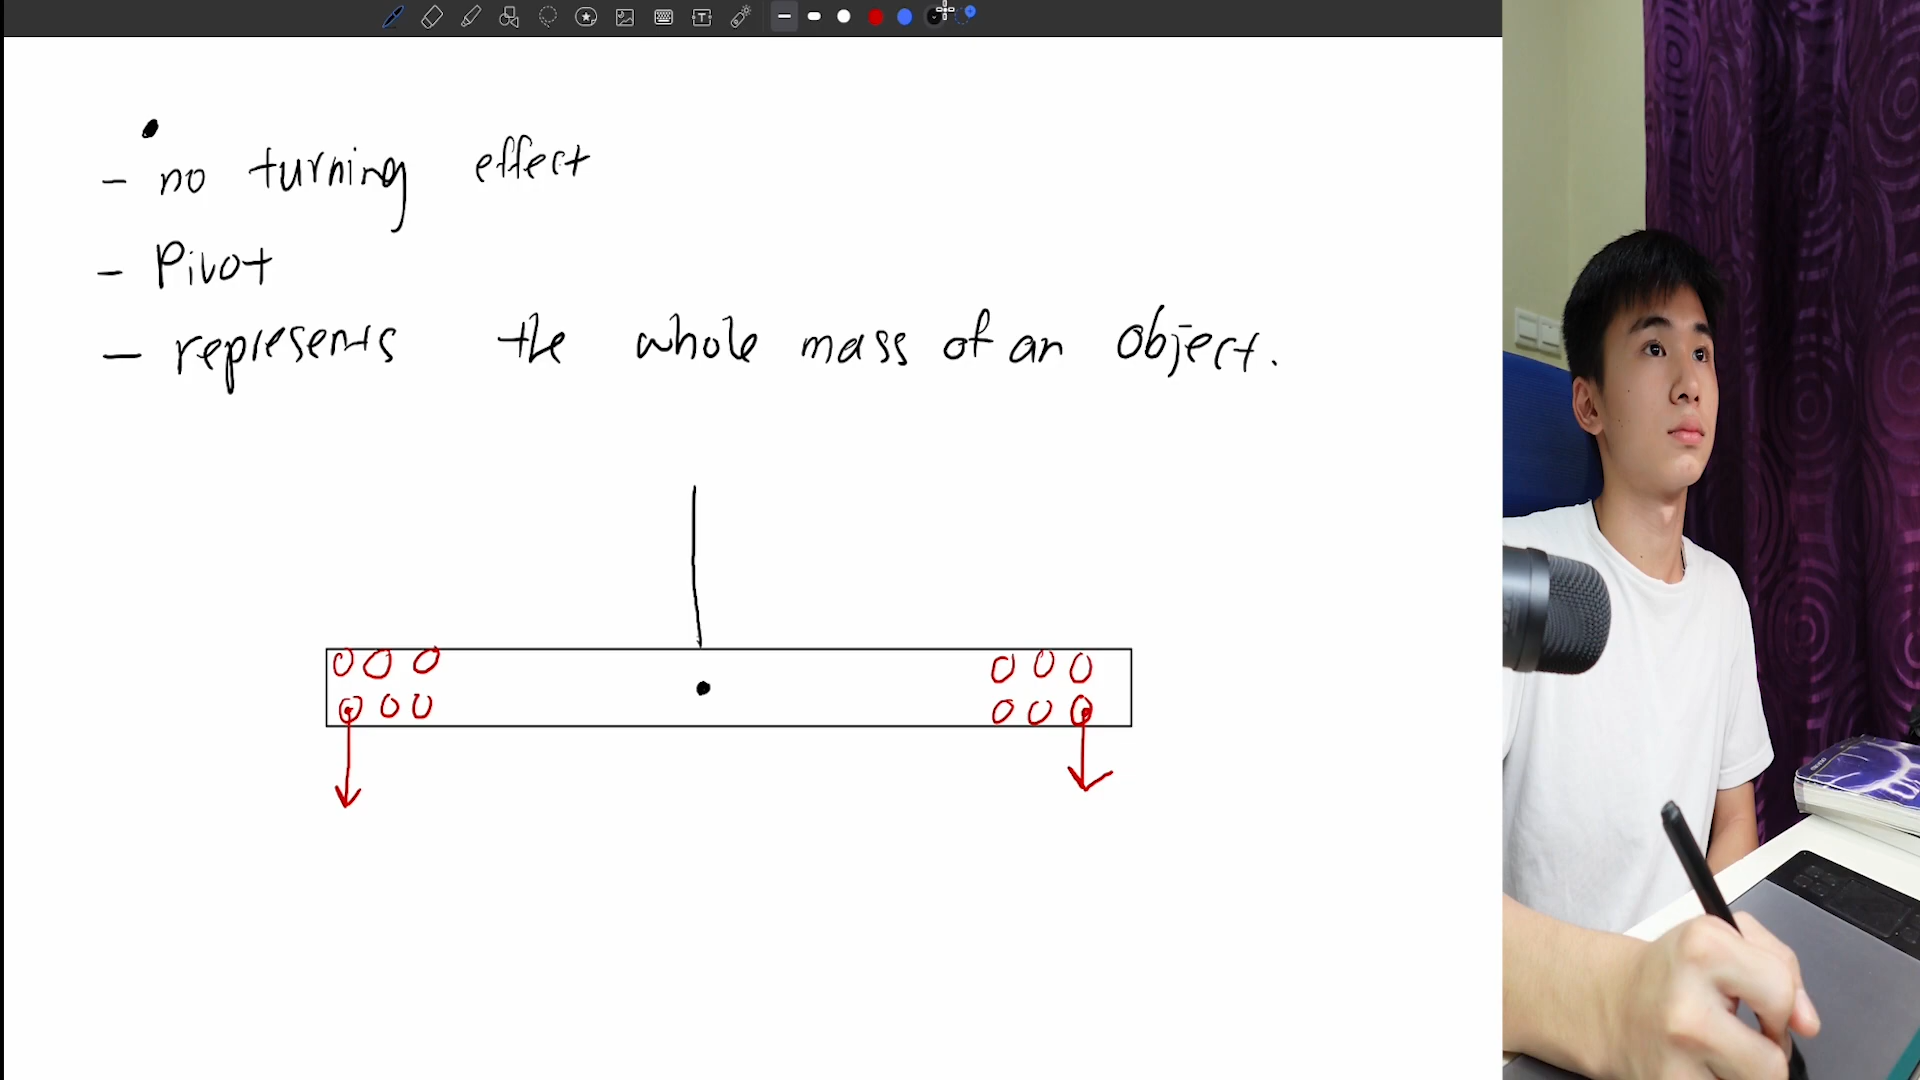 - no turning effect
- Pivot
- represents the whole mass of an object.